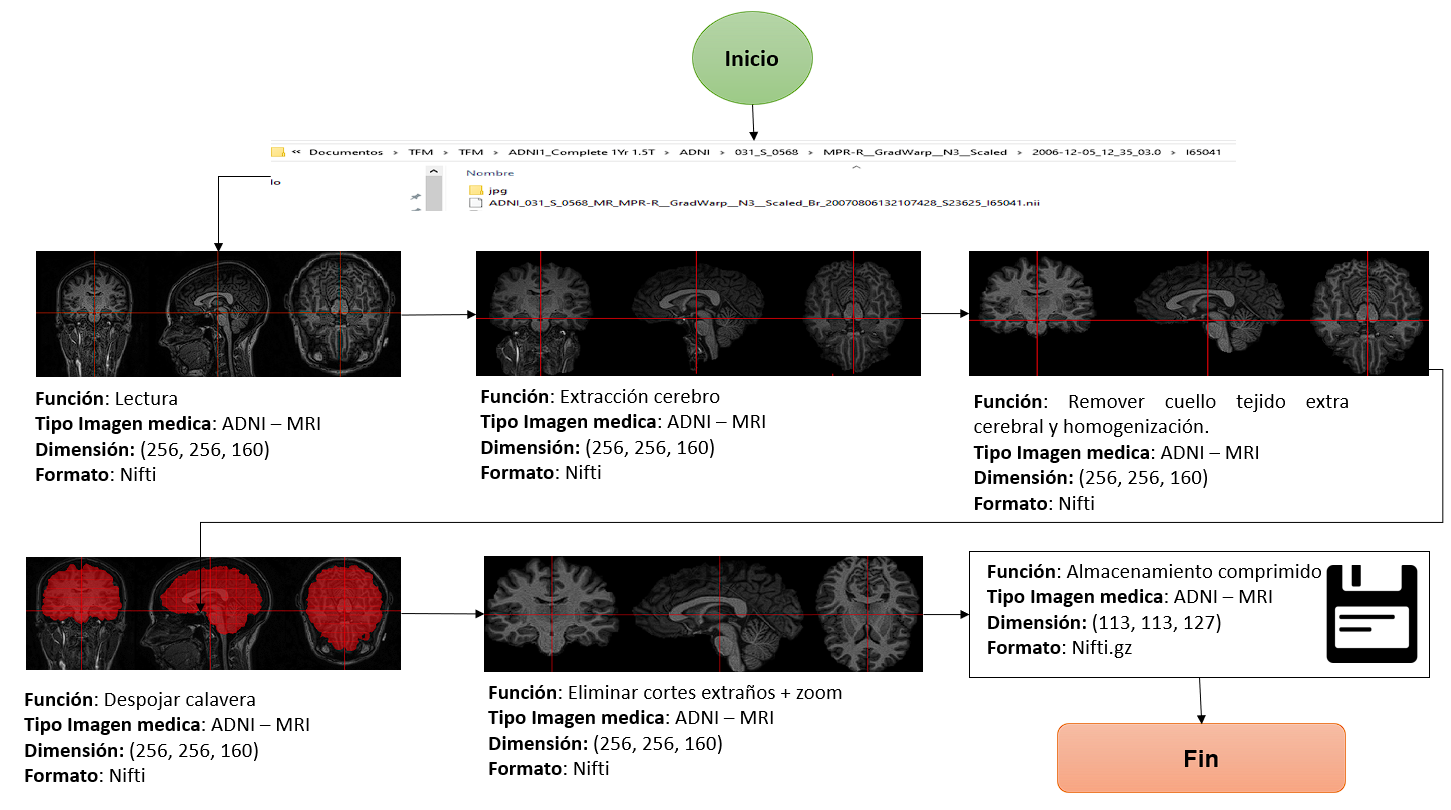 Inicio
« Documentos > TFM > TFM > ADNI1_Complete 1Yr 1.5T > ADNI > 031_S_0568 > MPR-R__GradWarp__N3__Scaled > 2006-12-05_12_35_03.0 > I65041
Nombre
lo
jpg
ADNI_031_S_0568_MR_MPR-R__GradWarp__N3__Scaled_Br_20070806132107428_S23625_I65041.nii
Función: Lectura
Tipo Imagen medica: ADNI – MRI
Dimensión: (256, 256, 160)
Formato: Nifti
Función: Extracción cerebro
Tipo Imagen medica: ADNI – MRI
Dimensión: (256, 256, 160)
Formato: Nifti
Función: Remover cuello tejido extra
cerebral y homogenización.
Tipo Imagen medica: ADNI – MRI
Dimensión: (256, 256, 160)
Formato: Nifti
Función: Despojar calavera
Tipo Imagen medica: ADNI – MRI
Dimensión: (256, 256, 160)
Formato: Nifti
Función: Eliminar cortes extraños + zoom
Tipo Imagen medica: ADNI – MRI
Dimensión: (256, 256, 160)
Formato: Nifti
Función: Almacenamiento comprimido
Tipo Imagen medica: ADNI – MRI
Dimensión: (113, 113, 127)
Formato: Nifti.gz
Fin